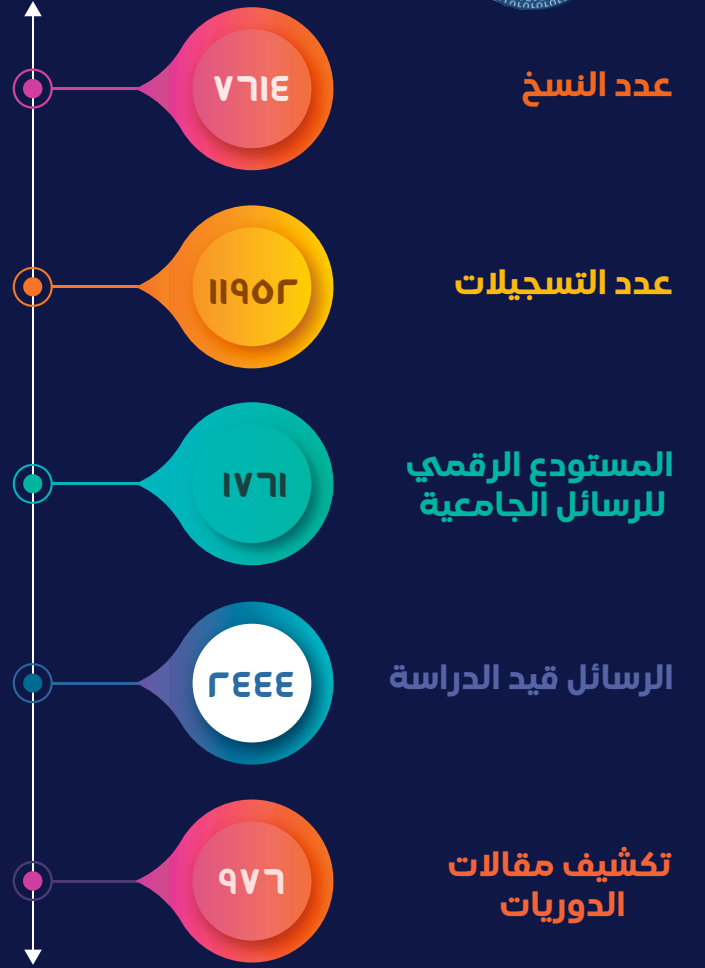 عدد النسخ
٧٦١٤
عدد التسجيلات
١١٩٥٢
المستودع الرقمي
للرسائل الجامعية
١٧٦١
الرسائل قيد الدراسة
٢٤٤٤
تكشيف مقالات
الدوريات
٩٧٦